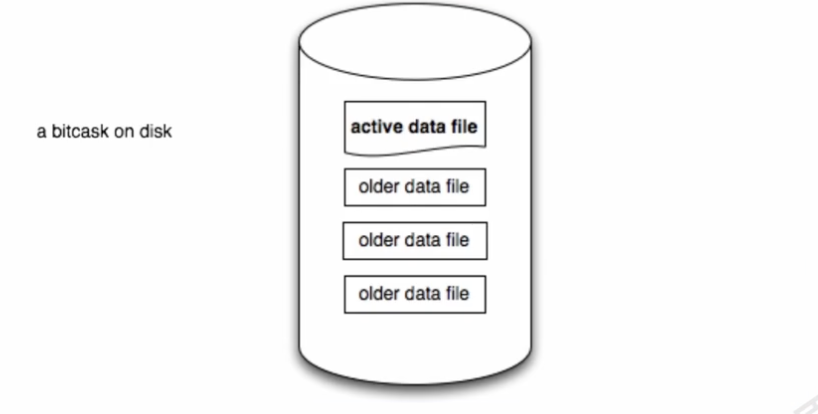 a bitcask on disk
active data file
older data file
older data file
older data file